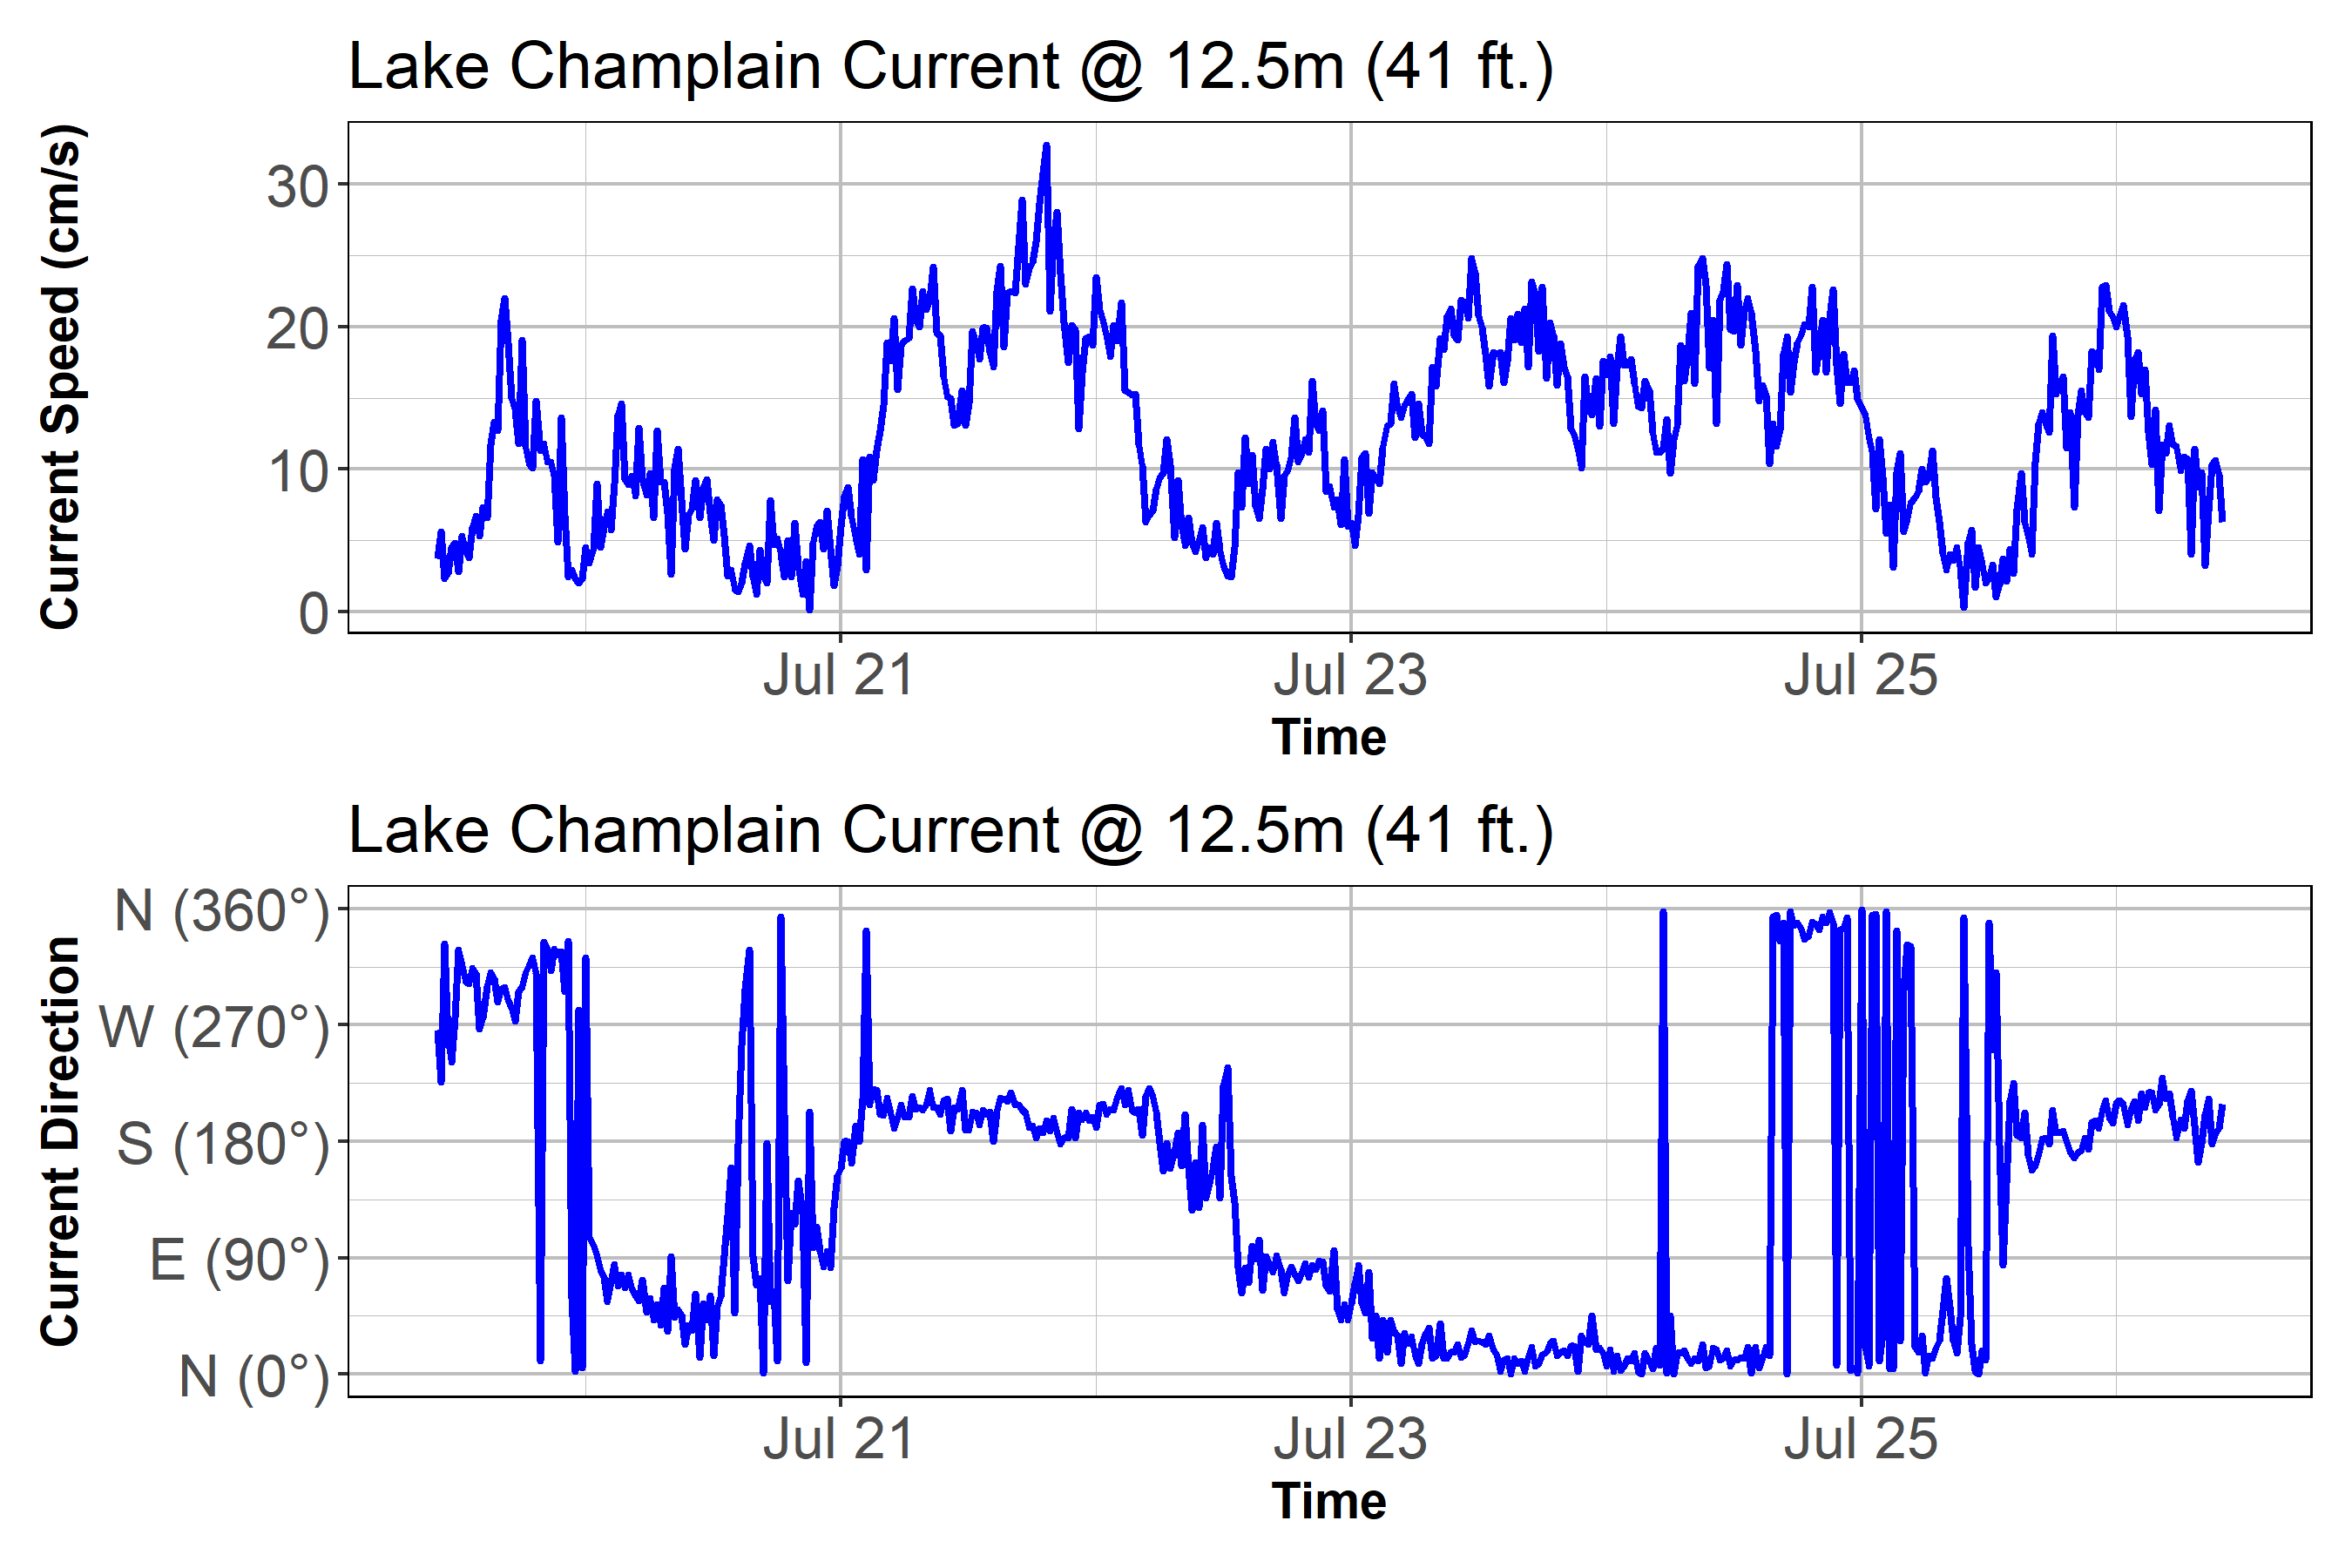 Lake Champlain Current @ 12.5m (41 ft.)
Current Speed (cm/s)
30
20
10
0
Jul 21 Jul 23 Jul 25
Time
Lake Champlain Current @ 12.5m (41 ft.)
Current Direction
N (360°)
W (270°)
S (180°)
E (90°)
N (0°)
Jul 21 Jul 23 Jul 25
Time